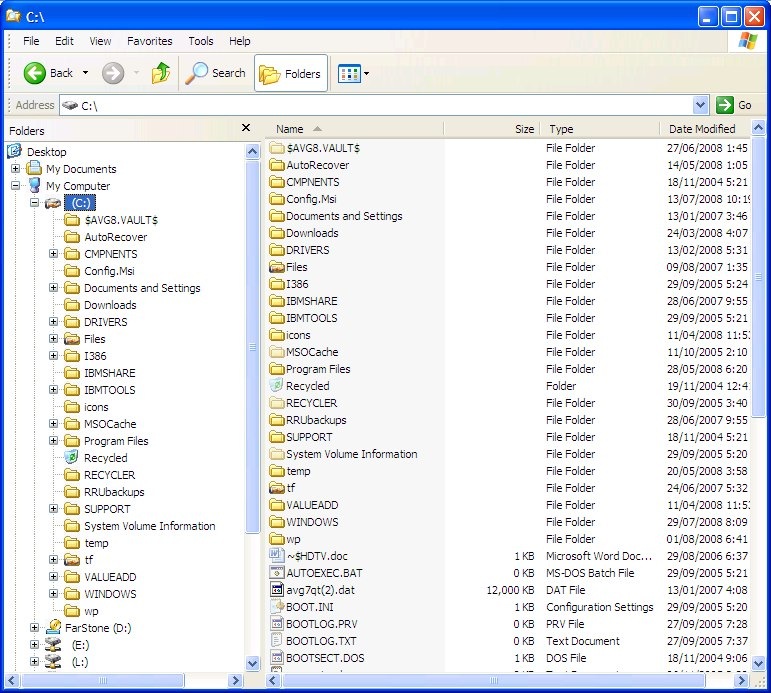 C:\
File Edit View Favorites Tools Help
Back Search Folders
Address C:\ Go
Folders
Desktop
My Documents
My Computer
(C:)
$AVG8.VAULT$
AutoRecover
CMPNENTS
Config.Msi
Documents and Settings
Downloads
DRIVERS
Files
I386
IBMSHARE
IBMTOOLS
icons
MSOCache
Program Files
Recycled
RECYCLER
RRUbackups
SUPPORT
System Volume Information
temp
tf
VALUEADD
WINDOWS
wp
FarStone (D:)
(E:)
(L:)
Name Size Type Date Modified
$AVG8.VAULT$ File Folder 27/06/2008 1:45
AutoRecover File Folder 14/05/2008 1:05
CMPNENTS File Folder 18/11/2004 5:21
Config.Msi File Folder 13/07/2008 10:19
Documents and Settings File Folder 13/01/2007 3:46
Downloads File Folder 24/03/2008 4:07
DRIVERS File Folder 13/02/2008 5:31
Files File Folder 09/08/2007 1:35
I386 File Folder 29/09/2005 5:24
IBMSHARE File Folder 28/06/2007 9:55
IBMTOOLS File Folder 29/09/2005 5:21
icons File Folder 11/04/2008 11:53
MSOCache File Folder 11/10/2005 2:10
Program Files File Folder 28/05/2008 6:20
Recycled Folder 19/11/2004 12:4
RECYCLER File Folder 30/09/2005 3:40
RRUbackups File Folder 28/06/2007 9:55
SUPPORT File Folder 18/11/2004 5:21
System Volume Information File Folder 29/09/2005 5:20
temp File Folder 20/05/2008 3:58
tf File Folder 24/06/2007 5:32
VALUEADD File Folder 11/04/2008 11:53
WINDOWS File Folder 29/07/2008 8:09
wp File Folder 01/08/2008 6:41
~$HDTV.doc 1 KB Microsoft Word Doc... 29/08/2006 6:37
AUTOEXEC.BAT 0 KB MS-DOS Batch File 29/09/2005 5:21
avg7qt(2).dat 12,000 KB DAT File 13/01/2007 4:08
BOOT.INI 1 KB Configuration Settings 29/09/2005 5:21
BOOTLOG.PRV 0 KB PRV File 29/09/2005 7:28
BOOTLOG.TXT 0 KB Text Document 29/09/2005 7:37
BOOTSECT.DOS 1 KB DOS File 18/11/2004 9:06